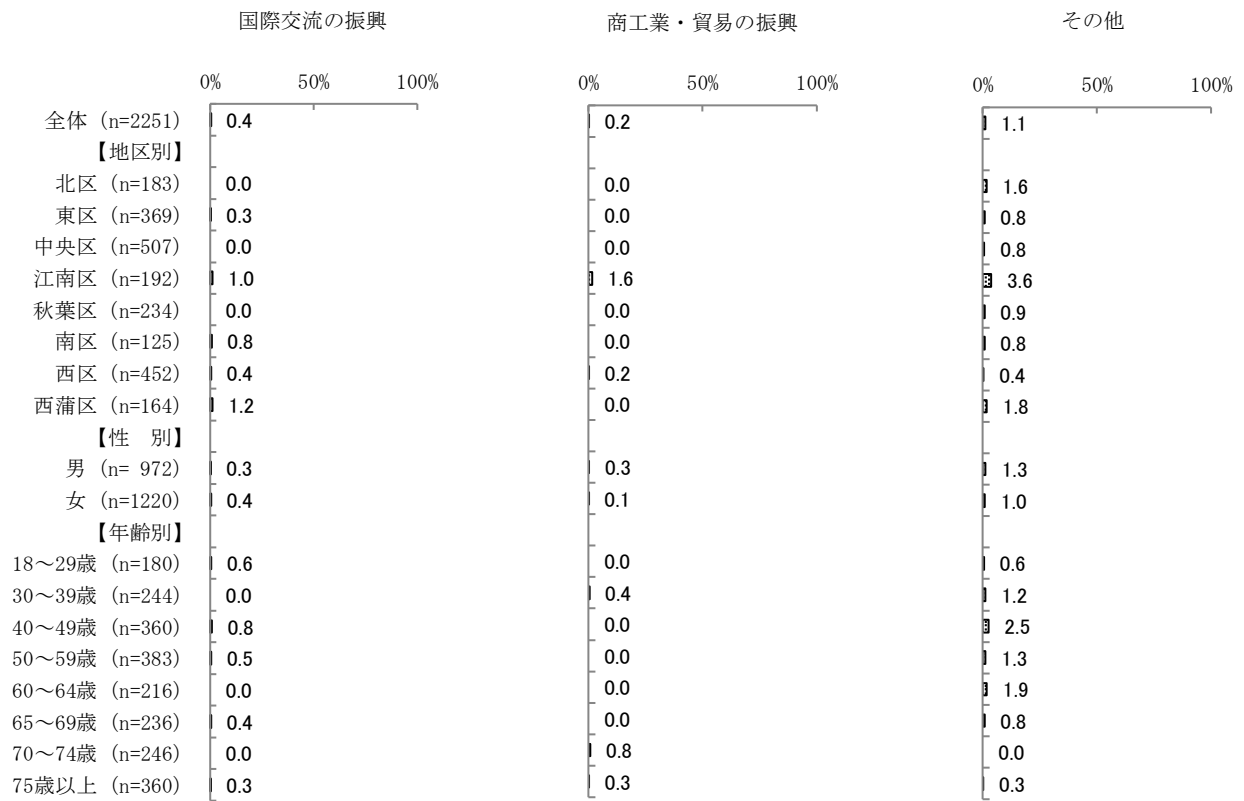 国際交流の振興 商工業・貿易の振興 その他
0% 50% 100% 0% 50% 100% 0% 50% 100%
全体 (n=2251) 0.4 0.2 1.1
【地区別】
北区 (n=183) 0.0 0.0 1.6
東区 (n=369) 0.3 0.0 0.8
中央区 (n=507) 0.0 0.0 0.8
江南区 (n=192) 1.0 1.6 3.6
秋葉区 (n=234) 0.0 0.0 0.9
南区 (n=125) 0.8 0.0 0.8
西区 (n=452) 0.4 0.2 0.4
西蒲区 (n=164) 1.2 0.0 1.8
【性 別】
男 (n= 972) 0.3 0.3 1.3
女 (n=1220) 0.4 0.1 1.0
【年齢別】
18～29歳 (n=180) 0.6 0.0 0.6
30～39歳 (n=244) 0.0 0.4 1.2
40～49歳 (n=360) 0.8 0.0 2.5
50～59歳 (n=383) 0.5 0.0 1.3
60～64歳 (n=216) 0.0 0.0 1.9
65～69歳 (n=236) 0.4 0.0 0.8
70～74歳 (n=246) 0.0 0.8 0.0
75歳以上 (n=360) 0.3 0.3 0.3